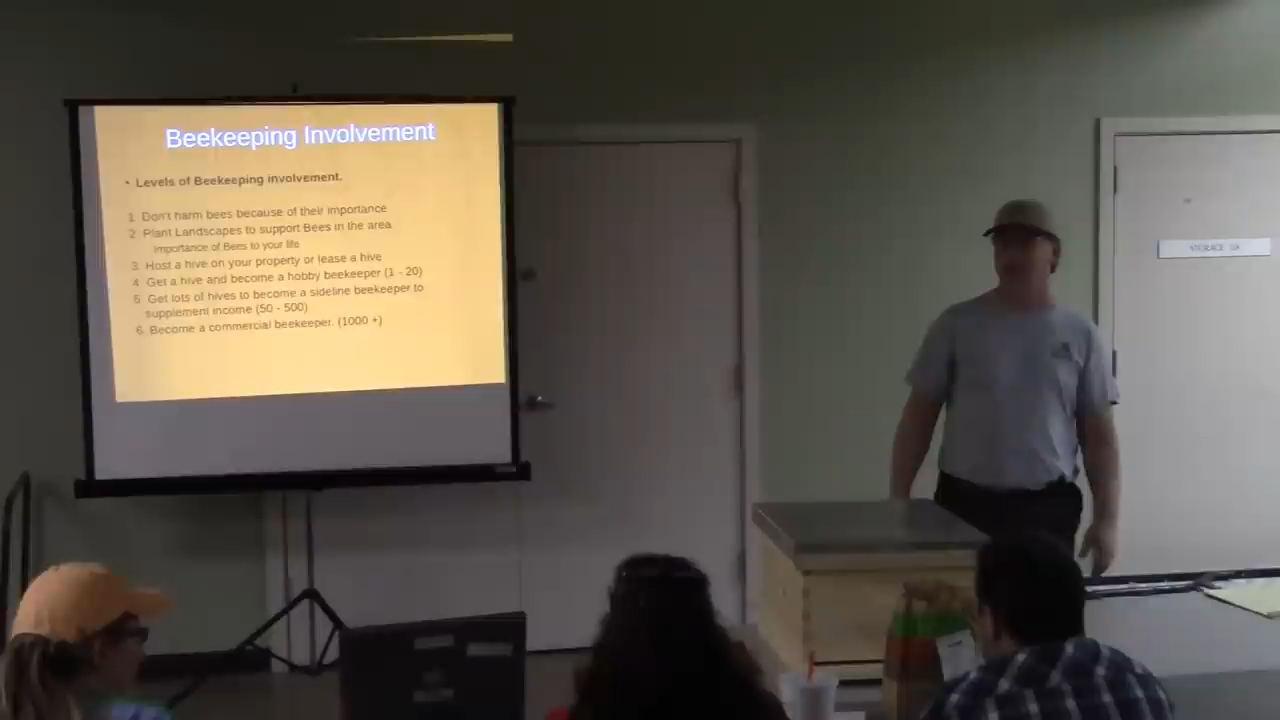 Beekeeping Involvement
• Levels of Beekeeping involvement.
1. Don't harm bees because of their importance
2. Plant Landscapes to support Bees in the area
Importance of Bees to your life
3. Host a hive on your property or lease a hive
4. Get a hive and become a hobby beekeeper (1 - 20)
5. Get lots of hives to become a sideline beekeeper to
supplement income (50 - 500)
6. Become a commercial beekeeper. (1000 +)
STORAGE